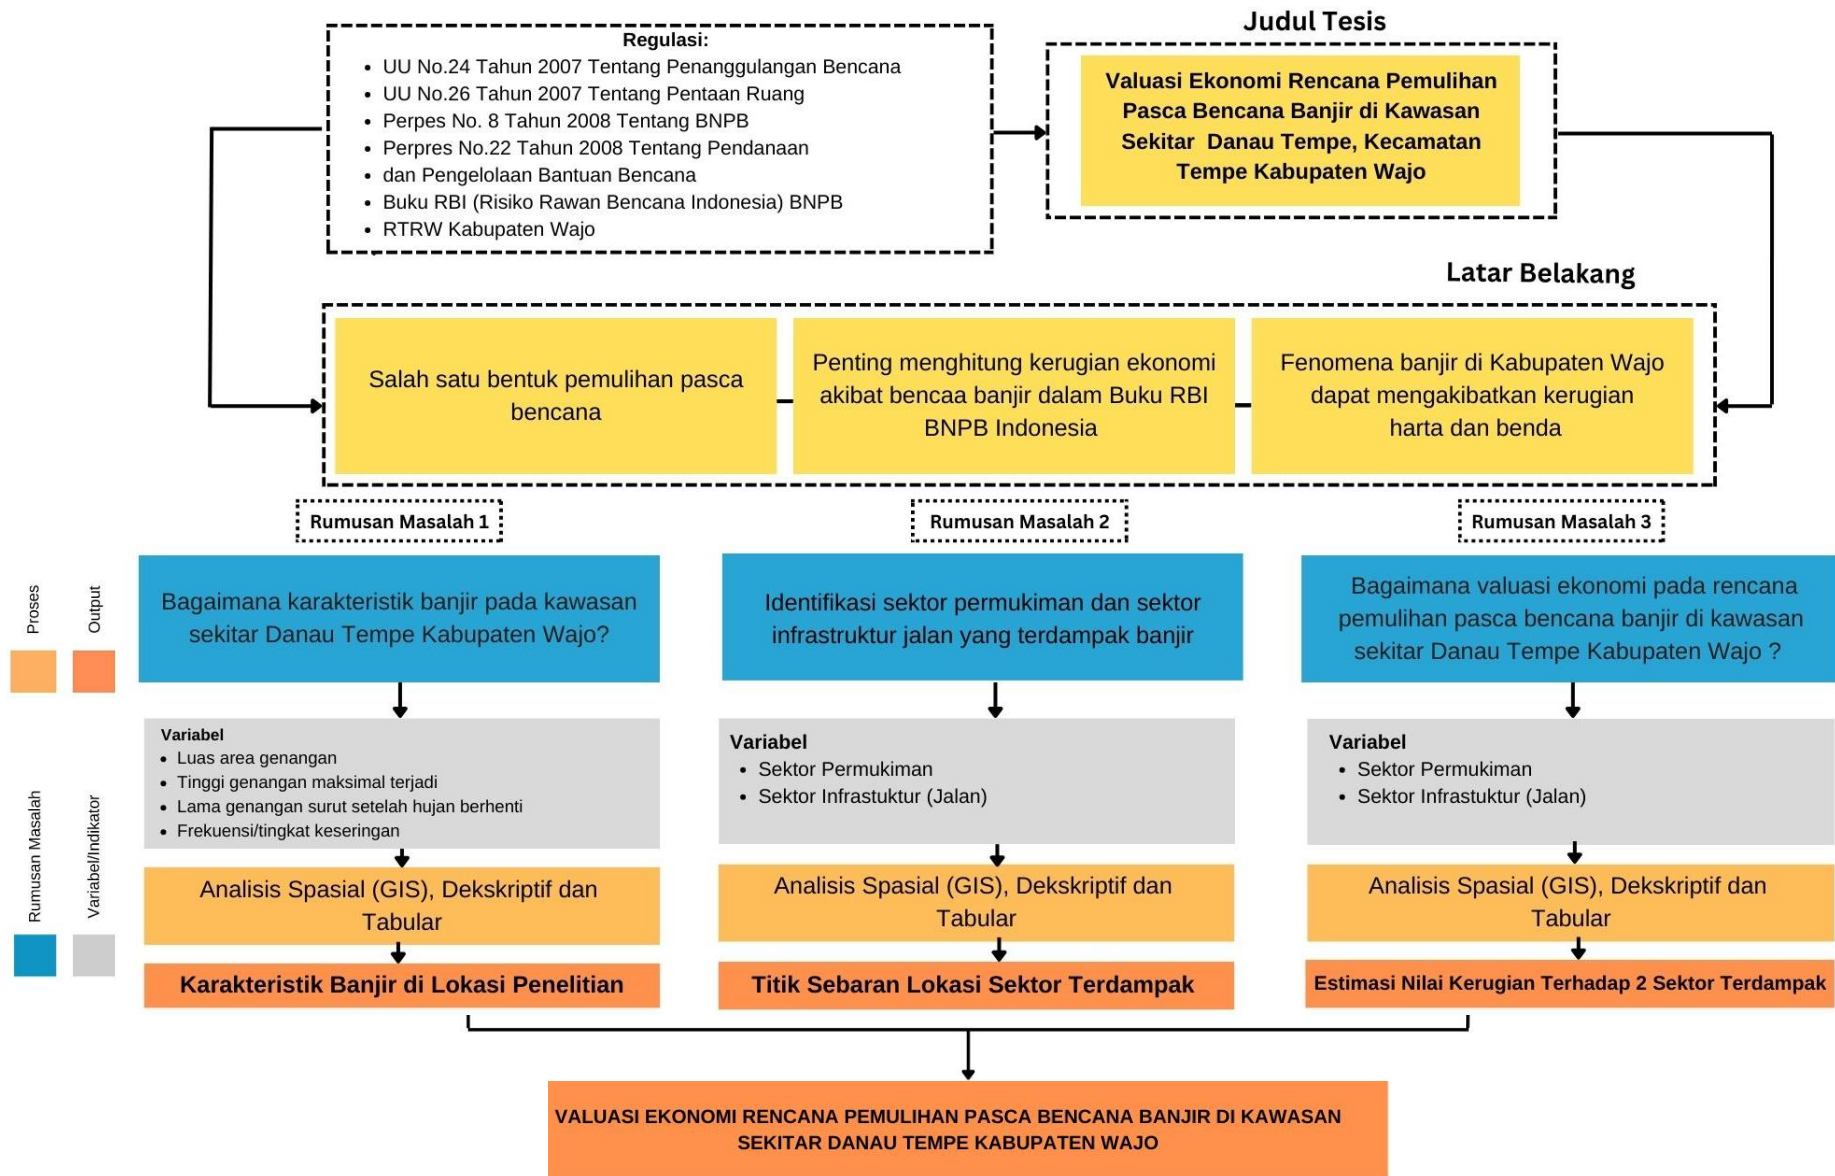 Judul Tesis
Regulasi:
• UU No.24 Tahun 2007 Tentang Penanggulangan Bencana
• UU No.26 Tahun 2007 Tentang Pentaan Ruang
• Perpes No. 8 Tahun 2008 Tentang BNPB
• Perpres No.22 Tahun 2008 Tentang Pendanaan
• dan Pengelolaan Bantuan Bencana
• Buku RBI (Risiko Rawan Bencana Indonesia) BNPB
• RTRW Kabupaten Wajo
Valuasi Ekonomi Rencana Pemulihan
Pasca Bencana Banjir di Kawasan
Sekitar Danau Tempe, Kecamatan
Tempe Kabupaten Wajo
Latar Belakang
Salah satu bentuk pemulihan pasca
bencana
Penting menghitung kerugian ekonomi
akibat bencaa banjir dalam Buku RBI
BNPB Indonesia
Fenomena banjir di Kabupaten Wajo
dapat mengakibatkan kerugian
harta dan benda
Rumusan Masalah 1
Rumusan Masalah 2
Rumusan Masalah 3
Proses
Output
Rumusan Masalah
Variabel/Indikator
Bagaimana karakteristik banjir pada kawasan
sekitar Danau Tempe Kabupaten Wajo?
Identifikasi sektor permukiman dan sektor
infrastruktur jalan yang terdampak banjir
Bagaimana valuasi ekonomi pada rencana
pemulihan pasca bencana banjir di kawasan
sekitar Danau Tempe Kabupaten Wajo ?
Variabel
• Luas area genangan
• Tinggi genangan maksimal terjadi
• Lama genangan surut setelah hujan berhenti
• Frekuensi/tingkat keseringan
Variabel
• Sektor Permukiman
• Sektor Infrastuktur (Jalan)
Variabel
• Sektor Permukiman
• Sektor Infrastuktur (Jalan)
Analisis Spasial (GIS), Dekskriptif dan
Tabular
Analisis Spasial (GIS), Dekskriptif dan
Tabular
Analisis Spasial (GIS), Dekskriptif dan
Tabular
Karakteristik Banjir di Lokasi Penelitian
Titik Sebaran Lokasi Sektor Terdampak
Estimasi Nilai Kerugian Terhadap 2 Sektor Terdampak
VALUASI EKONOMI RENCANA PEMULIHAN PASCA BENCANA BANJIR DI KAWASAN
SEKITAR DANAU TEMPE KABUPATEN WAJO